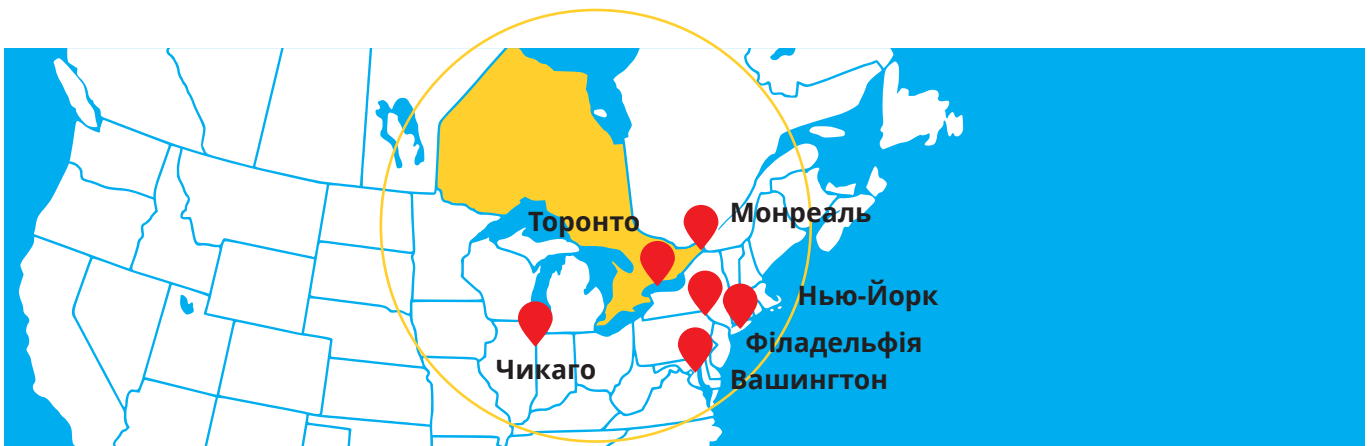 Торонто
Монреаль
Нью-Йорк
Філадельфія
Чикаго
Вашингтон